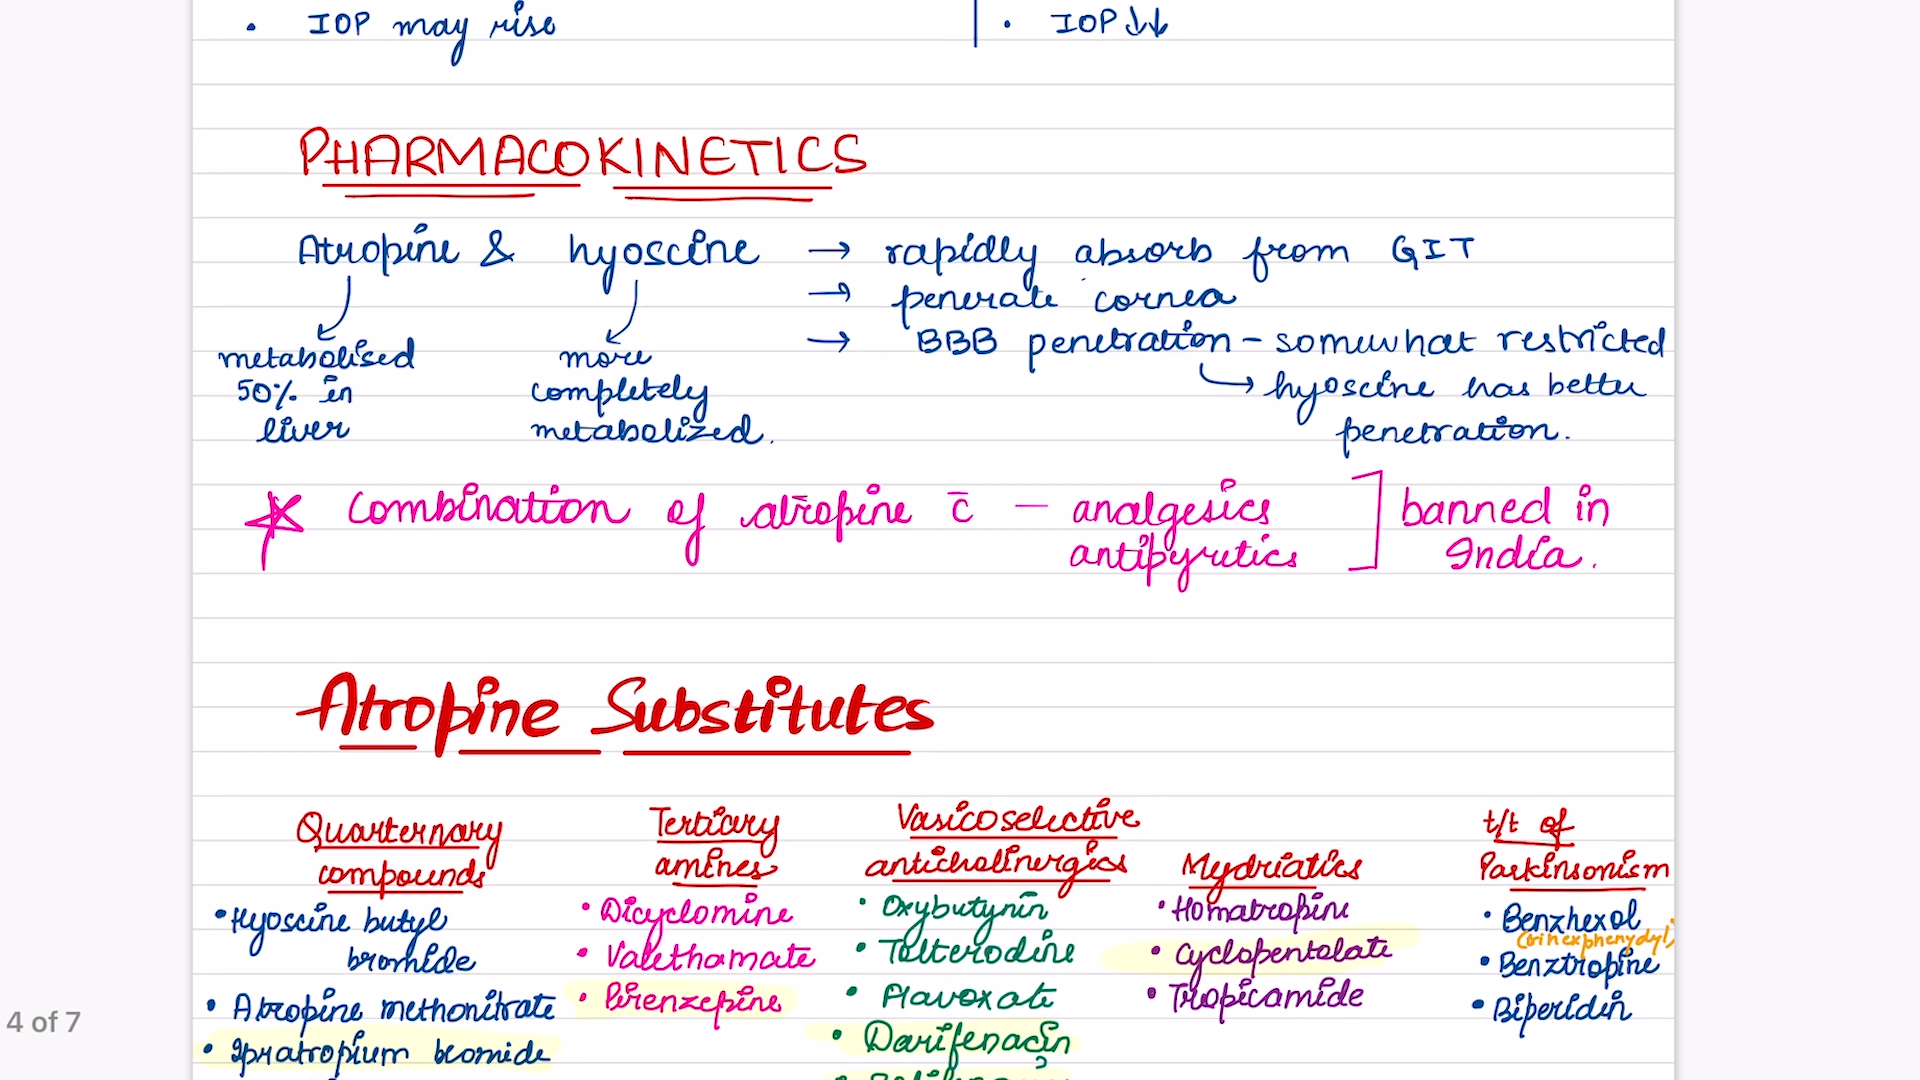 • IOP may rise
• IOP ↓↓
PHARMACOKINETICS
Atropine & hyoscine → rapidly absorb from GIT
→ penerate cornea
→ BBB penetration – somewhat restricted
↳ hyoscine has better
penetration.
metabolised
50% in
liver
more
completely
metabolized.
* Combination of atropine c̄ — analgesics
antipyretics
] banned in
India.
Atropine Substitutes
Quarternary
compounds
• Hyoscine butyl
bromide
• Atropine methonitrate
• Ipratropium bromide
Tertiary
amines
• Dicyclomine
• Valethamate
• Pirenzepine
Vasicoselective
anticholinergics
• Oxybutynin
• Tolterodine
• Flavoxate
• Darifenacin
Mydriatics
• Homatropine
• Cyclopentolate
• Tropicamide
t/t of
Parkinsonism
• Benzhexol
(trihexphenydyl)
• Benztropine
• Biperidin
4 of 7